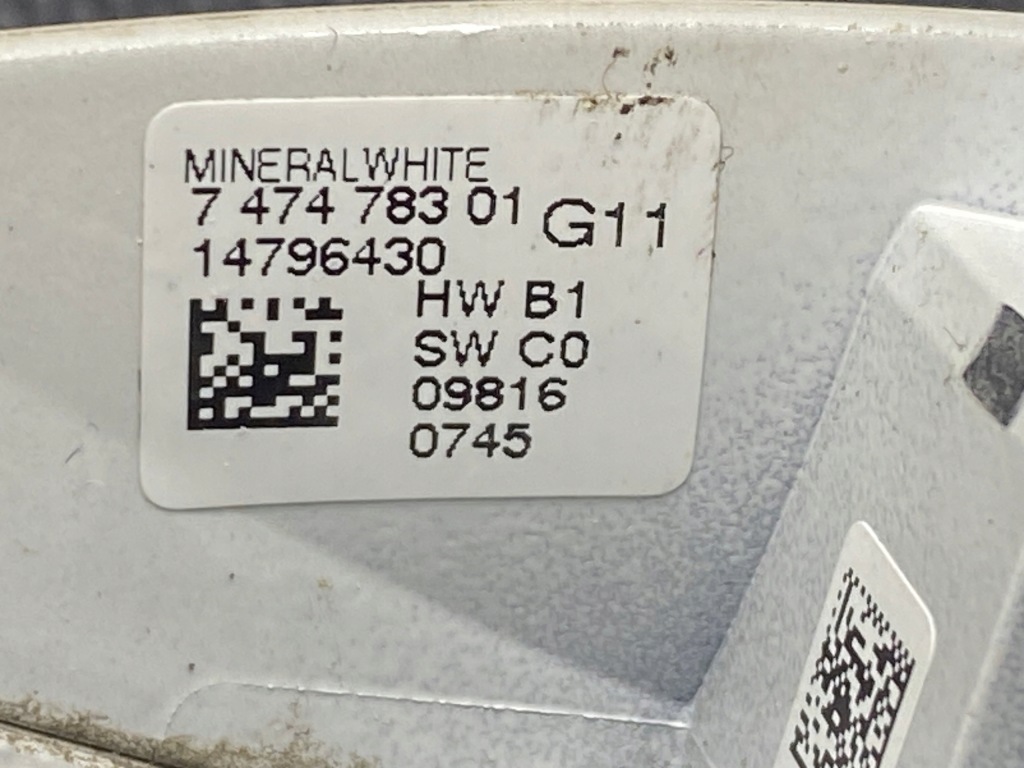 MINERALWHITE
7 474 783 01 G11
14796430
HW B1
SW C0
09816
0745